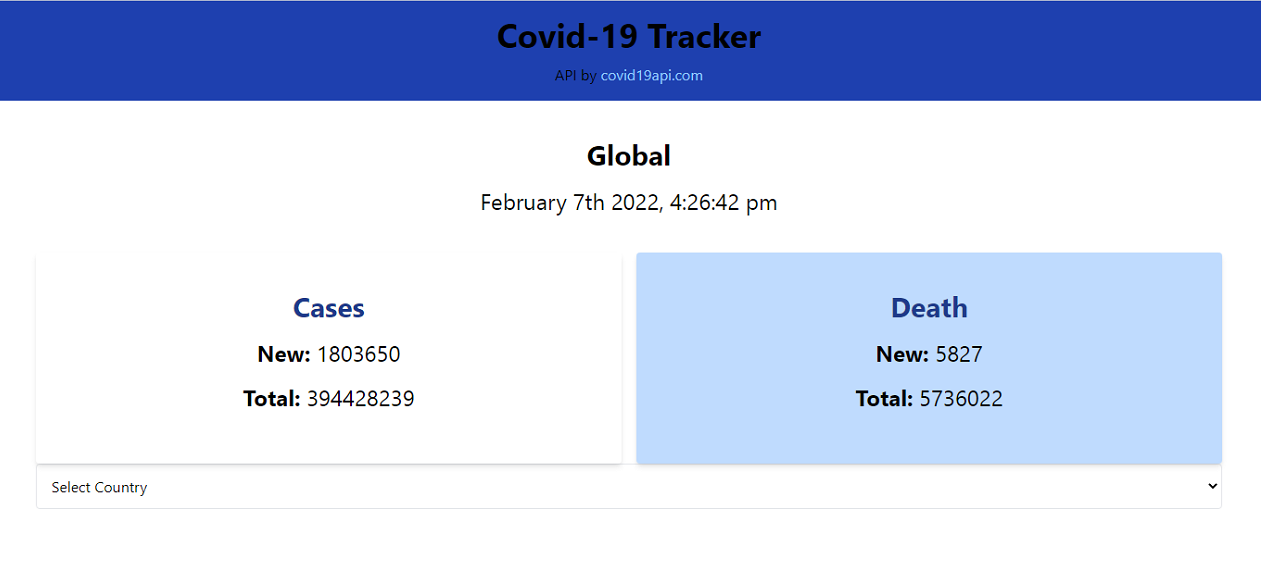 Covid-19 Tracker
API by covid19api.com
Global
February 7th 2022, 4:26:42 pm
Cases
New: 1803650
Total: 394428239
Death
New: 5827
Total: 5736022
Select Country